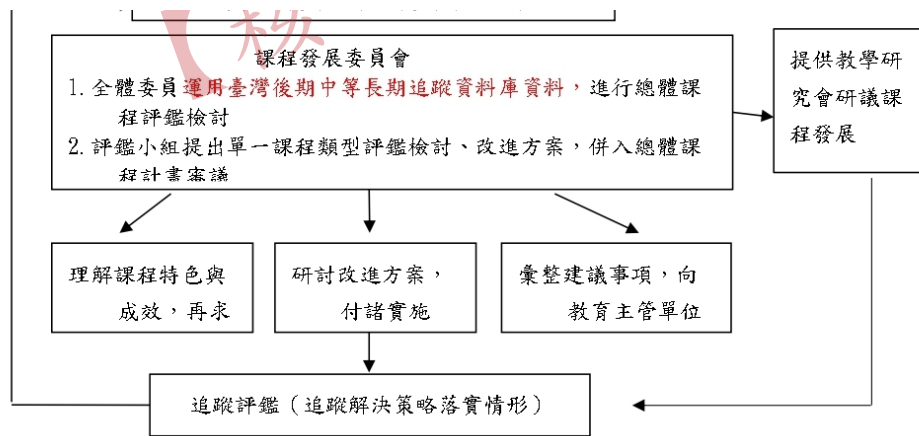 課程發展委員會
1. 全體委員運用臺灣後期中等長期追蹤資料庫資料，進行總體課
程評鑑檢討
2. 評鑑小組提出單一課程類型評鑑檢討、改進方案，併入總體課
程計畫審議
提供教學研
究會研議課
程發展
理解課程特色與
成效，再求
研討改進方案，
付諸實施
彙整建議事項，向
教育主管單位
追蹤評鑑（追蹤解決策略落實情形）